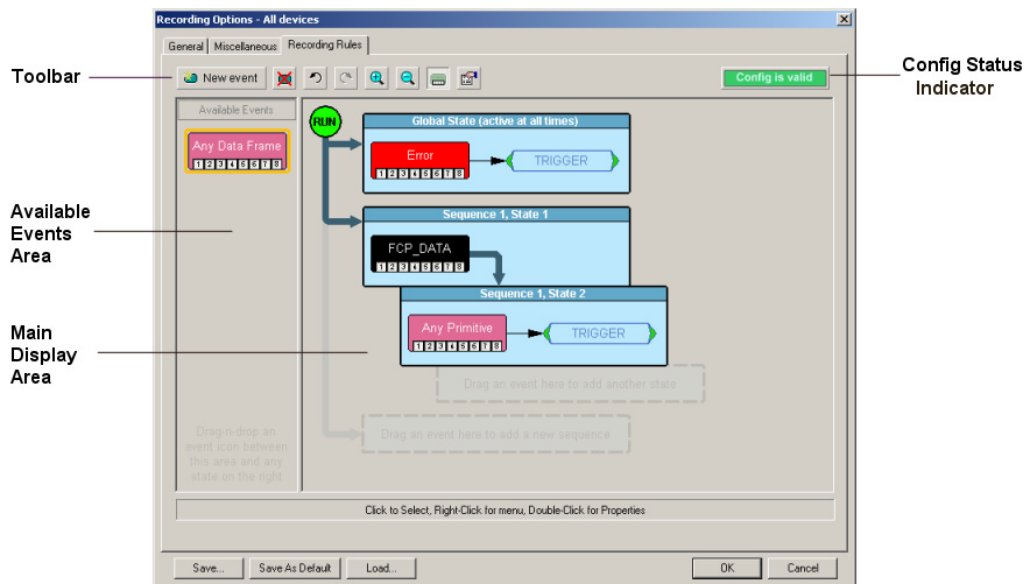 Recording Options - All devices
General
Miscellaneous
Recording Rules
Toolbar
New event
Config is valid
Config Status
Indicator
Available Events
RUN
Global State (active at all times)
Any Data Frame
1 2 3 4 5 6 7 8
Error
1 2 3 4 5 6 7 8
TRIGGER
Available
Events
Area
Sequence 1, State 1
FCP_DATA
1 2 3 4 5 6 7 8
Sequence 1, State 2
Any Primitive
1 2 3 4 5 6 7 8
TRIGGER
Main
Display
Area
Drag an event here to add another state
Drag an event here to add a new sequence
Drag-n-drop an
event icon between
this area and any
state on the right
Click to Select, Right-Click for menu, Double-Click for Properties
Save...
Save As Default
Load...
OK
Cancel